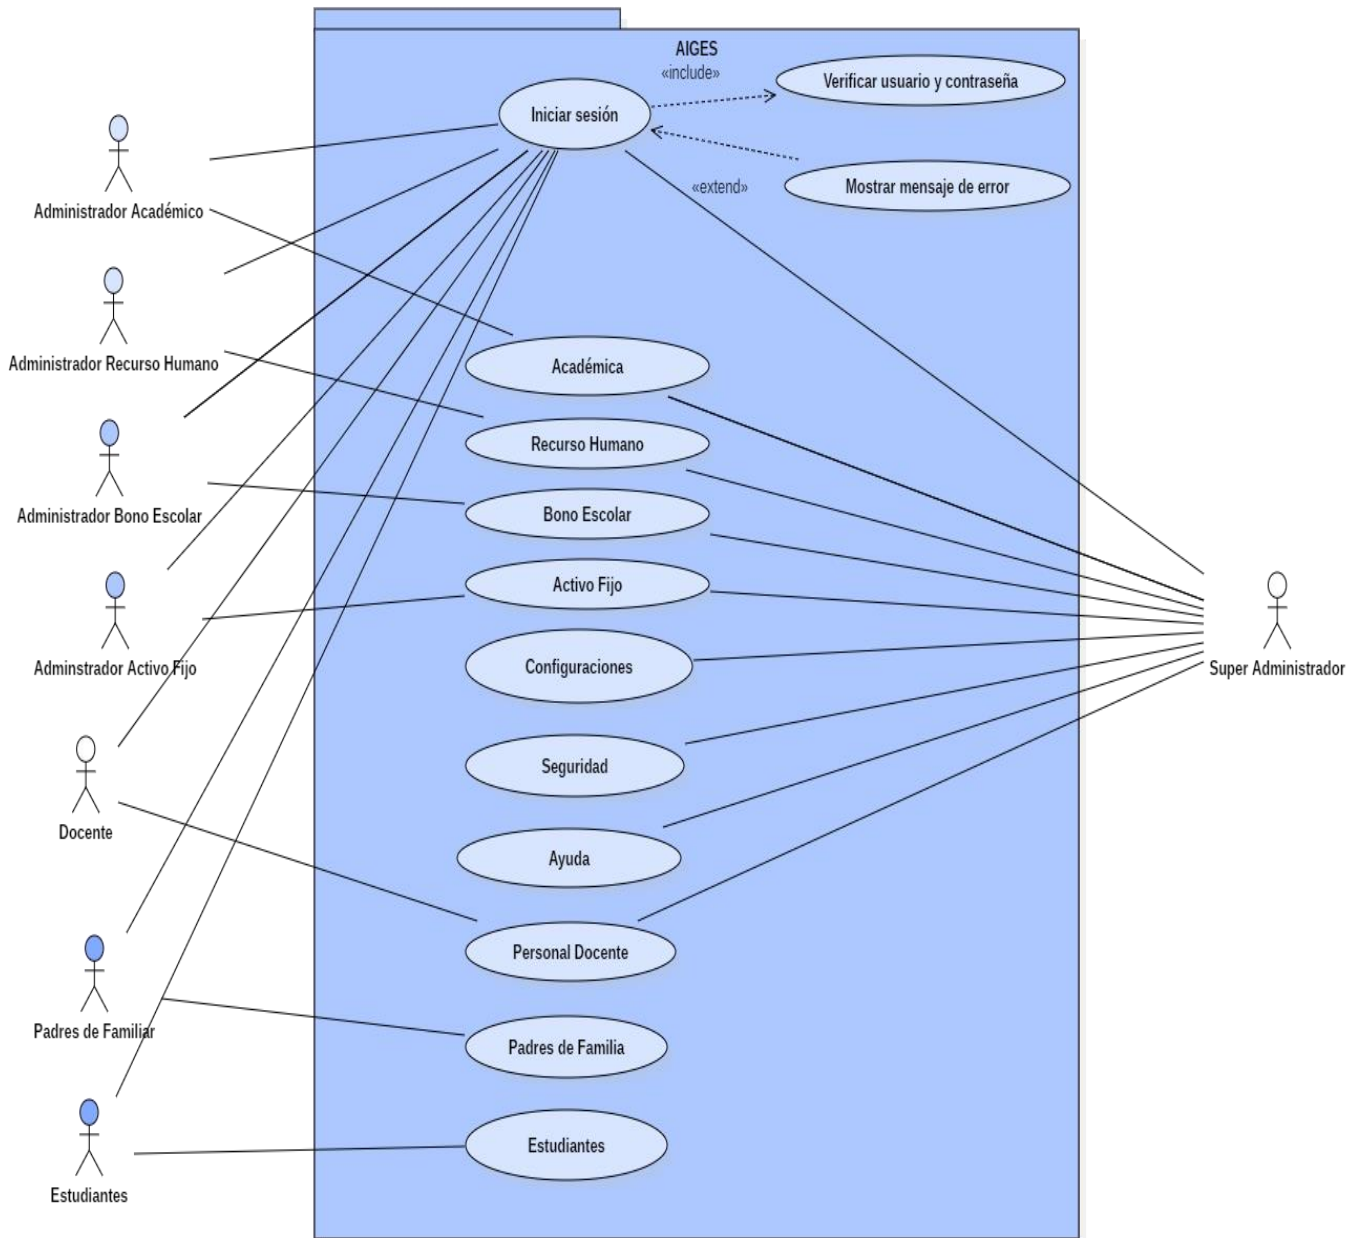 AIGES
«include»
Verificar usuario y contraseña
Iniciar sesión
«extend»
Mostrar mensaje de error
Administrador Académico
Administrador Recurso Humano
Académica
Recurso Humano
Administrador Bono Escolar
Bono Escolar
Activo Fijo
Adminstrador Activo Fijo
Configuraciones
Super Administrador
Seguridad
Docente
Ayuda
Personal Docente
Padres de Familiar
Padres de Familia
Estudiantes
Estudiantes